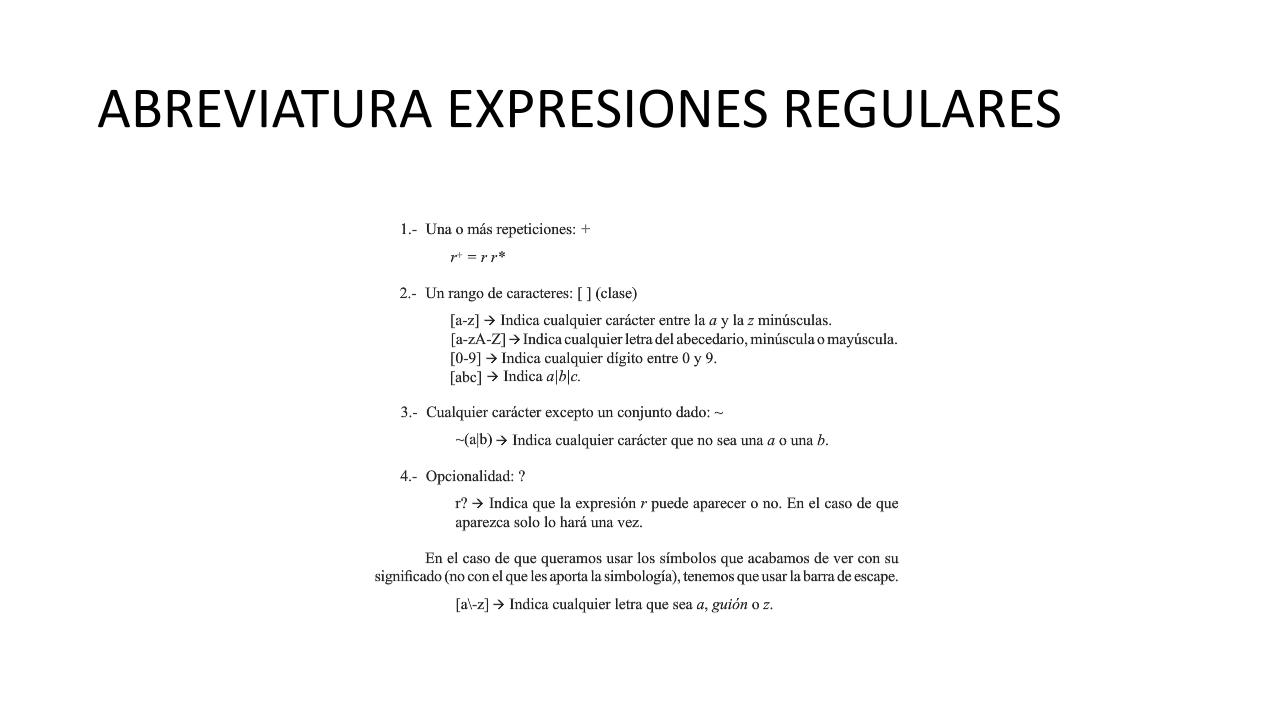 ABREVIATURA EXPRESIONES REGULARES
1.- Una o más repeticiones: +
r⁺ = r r*
2.- Un rango de caracteres: [ ] (clase)
[a-z] → Indica cualquier carácter entre la a y la z minúsculas.
[a-zA-Z] → Indica cualquier letra del abecedario, minúscula o mayúscula.
[0-9] → Indica cualquier dígito entre 0 y 9.
[abc] → Indica a|b|c.
3.- Cualquier carácter excepto un conjunto dado: ~
~(a|b) → Indica cualquier carácter que no sea una a o una b.
4.- Opcionalidad: ?
r? → Indica que la expresión r puede aparecer o no. En el caso de que
aparezca solo lo hará una vez.
En el caso de que queramos usar los símbolos que acabamos de ver con su
significado (no con el que les aporta la simbología), tenemos que usar la barra de escape.
[a\-z] → Indica cualquier letra que sea a, guión o z.